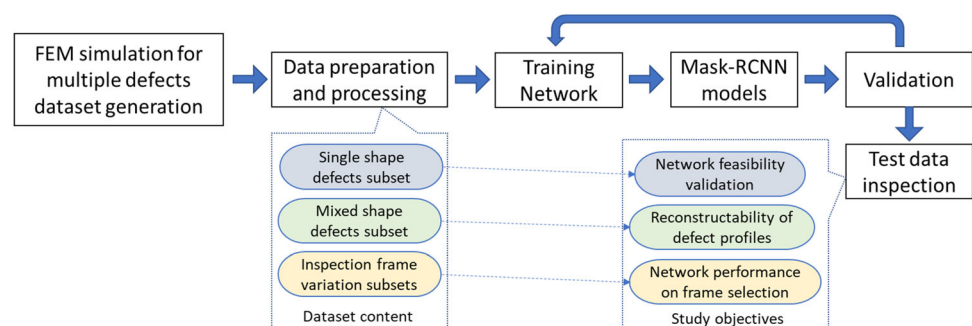 FEM simulation for
multiple defects
dataset generation
Data preparation
and processing
Training
Network
Mask-RCNN
models
Validation
Test data
inspection
Single shape
defects subset
Mixed shape
defects subset
Inspection frame
variation subsets
Dataset content
Network feasibility
validation
Reconstructability of
defect profiles
Network performance
on frame selection
Study objectives